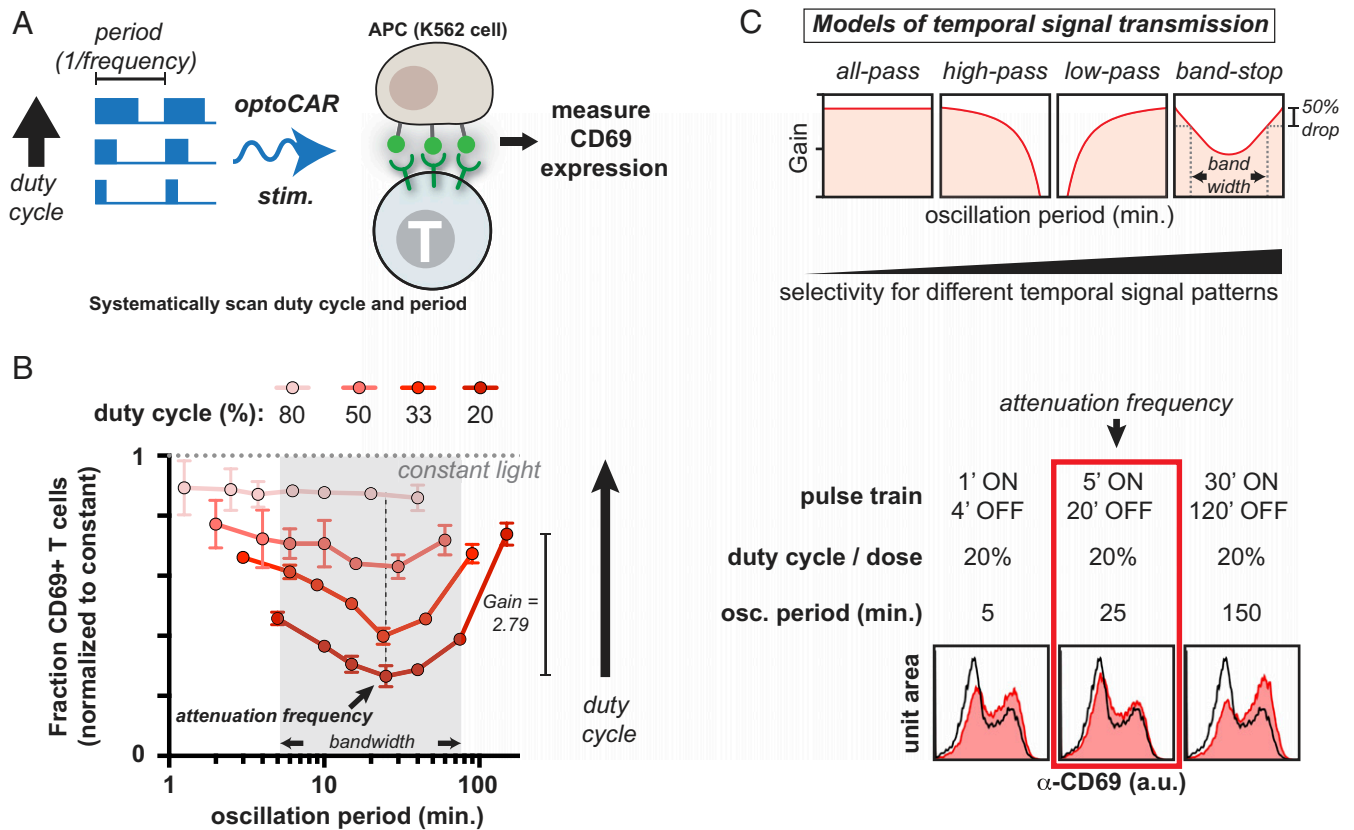 A
period
(1/frequency)
duty
cycle
optoCAR
stim.
APC (K562 cell)
T
measure
CD69
expression
Systematically scan duty cycle and period
B
duty cycle (%): 80 50 33 20
Fraction CD69+ T cells
(normalized to constant)
1
0
constant light
Gain =
2.79
attenuation frequency
bandwidth
duty
cycle
1 10 100
oscillation period (min.)
C
Models of temporal signal transmission
all-pass high-pass low-pass band-stop
Gain
50%
drop
band
width
oscillation period (min.)
selectivity for different temporal signal patterns
attenuation frequency
pulse train
1’ ON 5’ ON 30’ ON
4’ OFF 20’ OFF 120’ OFF
duty cycle / dose 20% 20% 20%
osc. period (min.) 5 25 150
unit area
α-CD69 (a.u.)